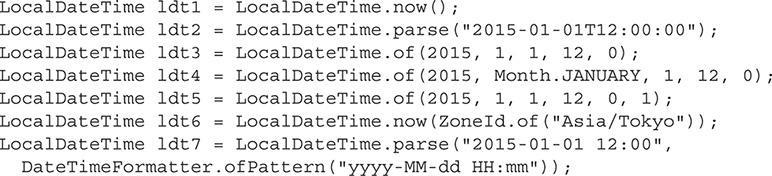 LocalDateTime ldt1 = LocalDateTime.now();
LocalDateTime ldt2 = LocalDateTime.parse("2015-01-01T12:00:00");
LocalDateTime ldt3 = LocalDateTime.of(2015, 1, 1, 12, 0);
LocalDateTime ldt4 = LocalDateTime.of(2015, Month.JANUARY, 1, 12, 0);
LocalDateTime ldt5 = LocalDateTime.of(2015, 1, 1, 12, 0, 1);
LocalDateTime ldt6 = LocalDateTime.now(ZoneId.of("Asia/Tokyo"));
LocalDateTime ldt7 = LocalDateTime.parse("2015-01-01 12:00",
  DateTimeFormatter.ofPattern("yyyy-MM-dd HH:mm"));